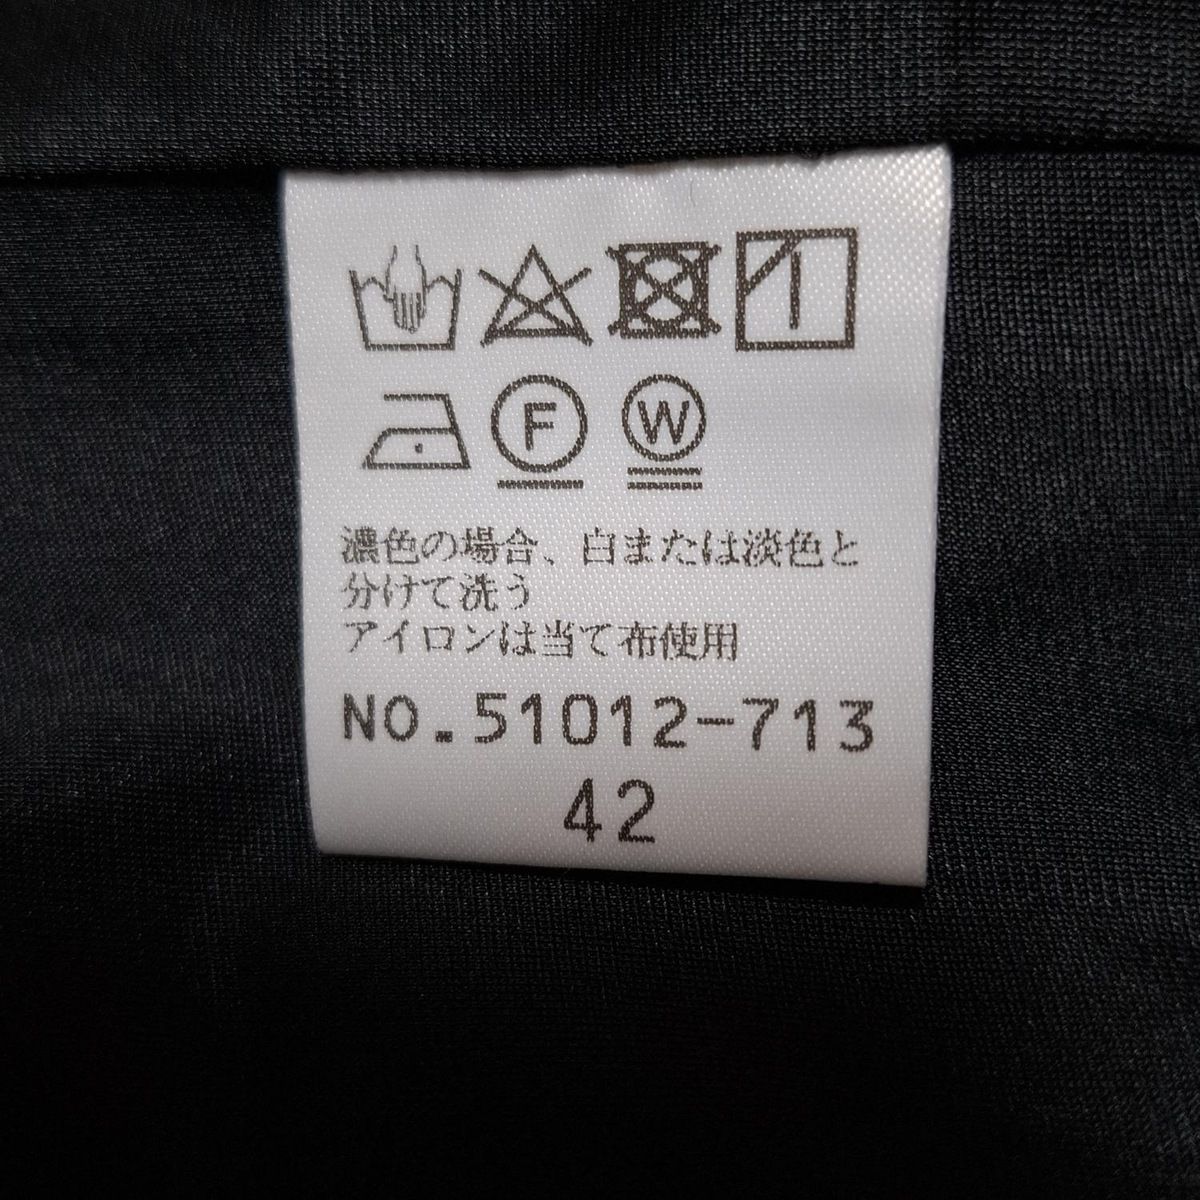 F W
濃色の場合、白または淡色と
分けて洗う
アイロンは当て布使用
NO.51012-713
42